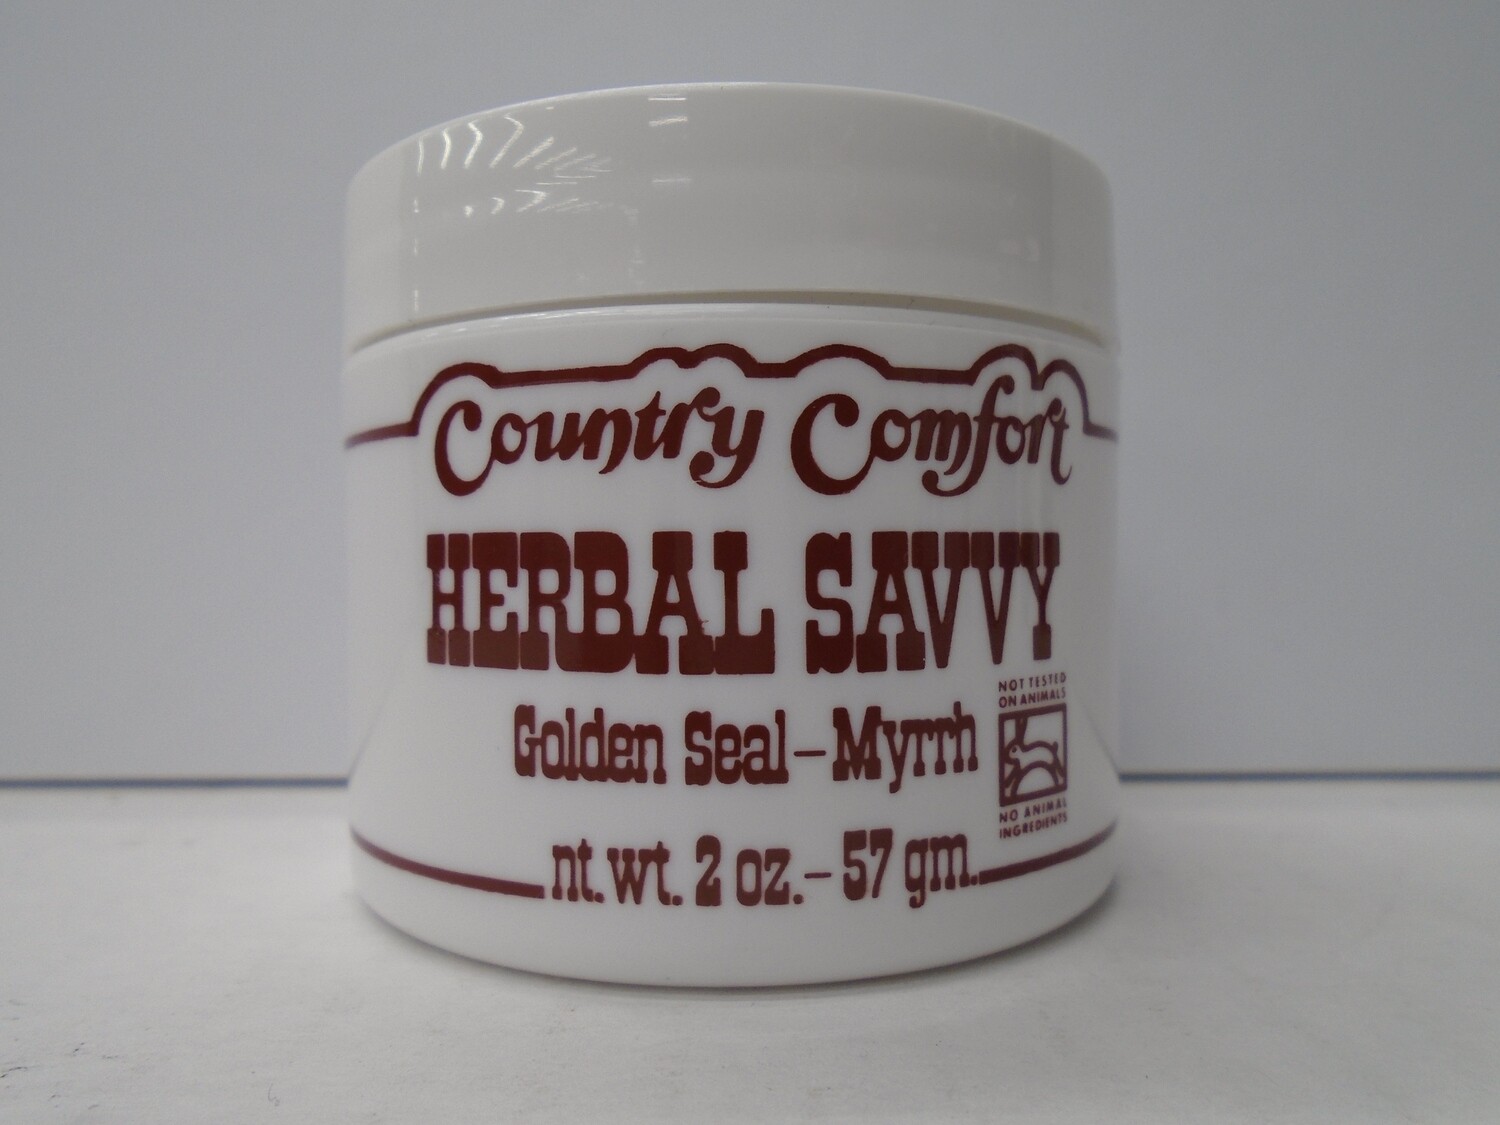 Country Comfort
HERBAL SAVVY
Golden Seal–Myrrh
NOT TESTED
ON ANIMALS
NO ANIMAL
INGREDIENTS
nt. wt. 2 oz.–57 gm.